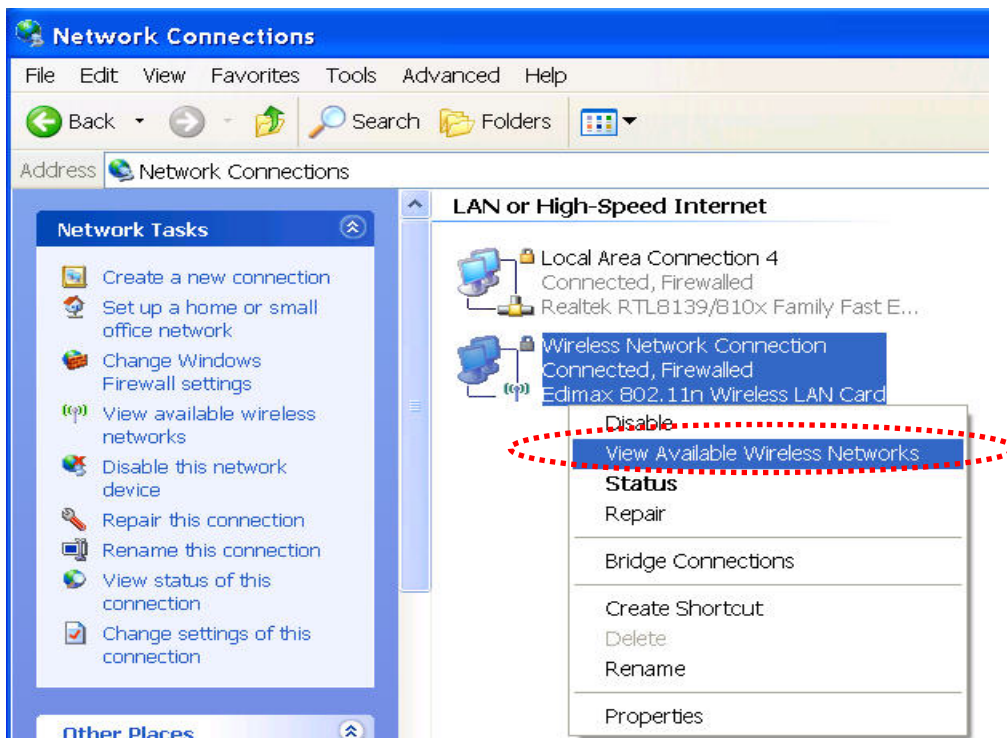 Network Connections
File Edit View Favorites Tools Advanced Help
Back Search Folders
Address Network Connections
Network Tasks
Create a new connection
Set up a home or small
office network
Change Windows
Firewall settings
View available wireless
networks
Disable this network
device
Repair this connection
Rename this connection
View status of this
connection
Change settings of this
connection
Other Places
LAN or High-Speed Internet
Local Area Connection 4
Connected, Firewalled
Realtek RTL8139/810x Family Fast E...
Wireless Network Connection
Connected, Firewalled
Edimax 802.11n Wireless LAN Card
Disable
View Available Wireless Networks
Status
Repair
Bridge Connections
Create Shortcut
Delete
Rename
Properties